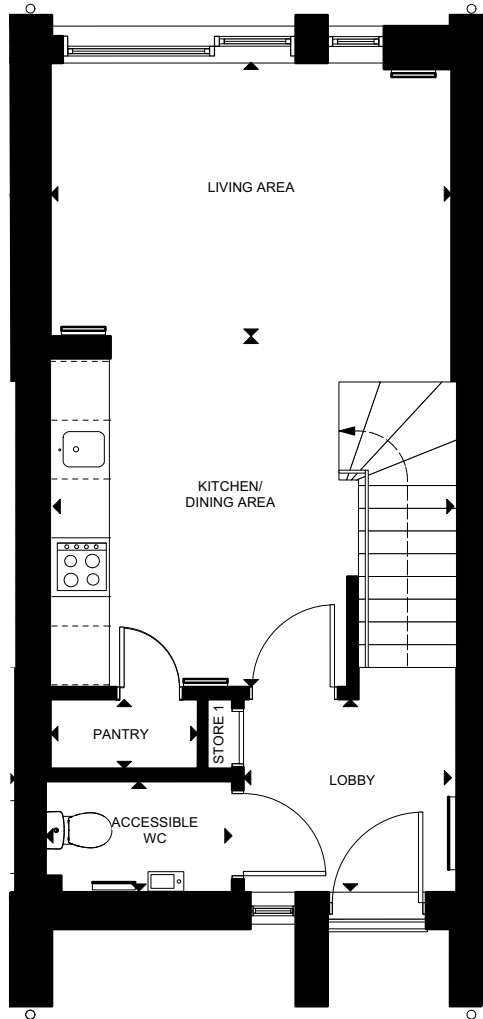 LIVING AREA
KITCHEN/
DINING AREA
PANTRY
STORE 1
LOBBY
ACCESSIBLE
WC